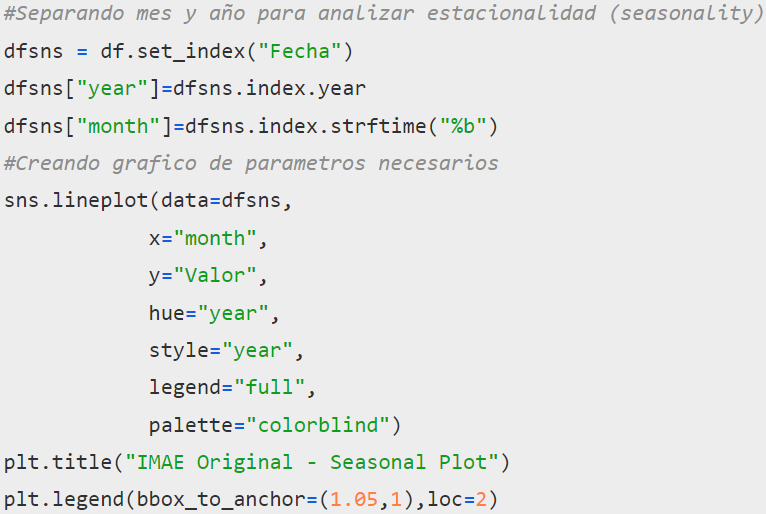 #Separando mes y año para analizar estacionalidad (seasonality)
dfsns = df.set_index("Fecha")
dfsns["year"]=dfsns.index.year
dfsns["month"]=dfsns.index.strftime("%b")
#Creando grafico de parametros necesarios
sns.lineplot(data=dfsns,
            x="month",
            y="Valor",
            hue="year",
            style="year",
            legend="full",
            palette="colorblind")
plt.title("IMAE Original - Seasonal Plot")
plt.legend(bbox_to_anchor=(1.05,1),loc=2)